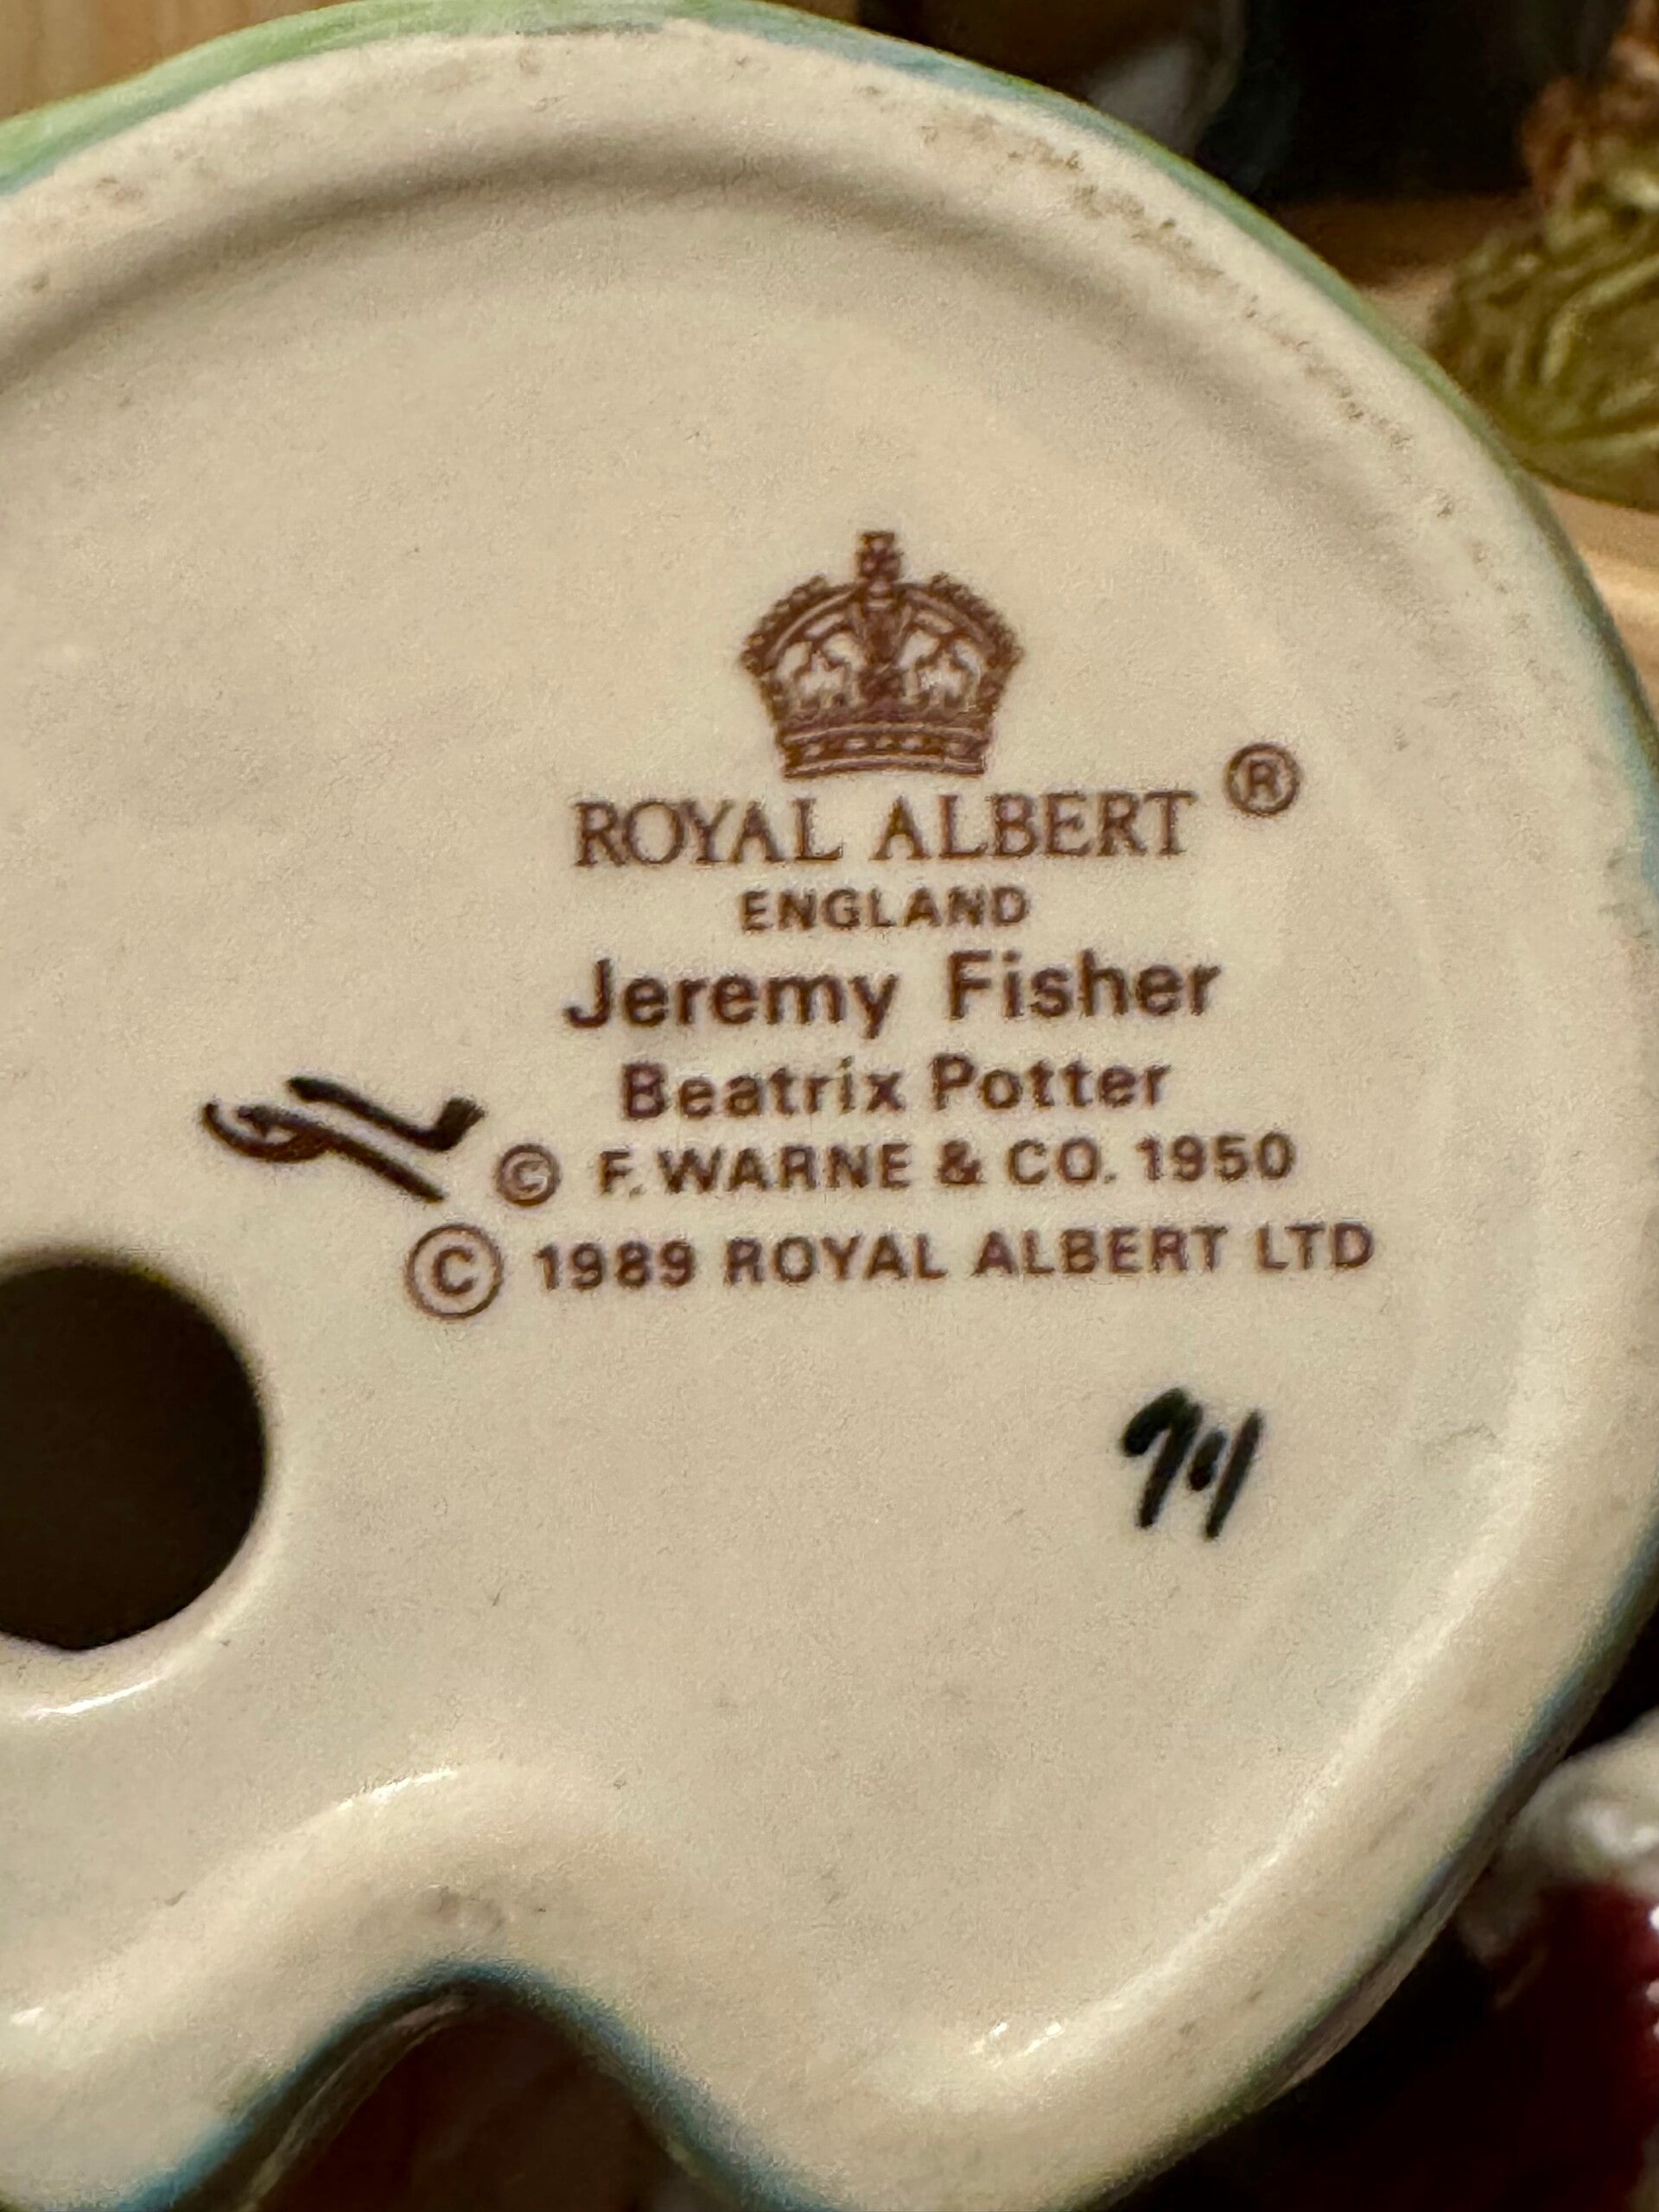 ROYAL ALBERT ®
ENGLAND
Jeremy Fisher
Beatrix Potter
© F. WARNE & CO. 1950
© 1989 ROYAL ALBERT LTD